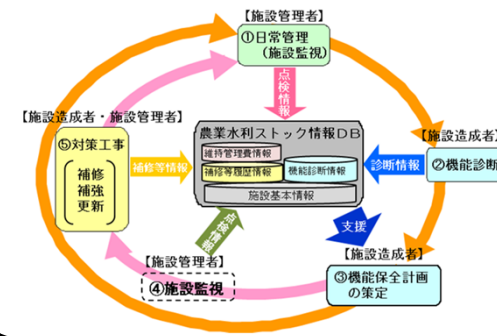 【施設管理者】
①日常管理
(施設監視)
点検情報
【施設造成者・施設管理者】
⑤対策工事
補修
補強
更新
補修等情報
農業水利ストック情報DB
維持管理費情報
補修等履歴情報
機能診断情報
施設基本情報
【施設造成者】
②機能診断
診断情報
点検情報
支援
【施設管理者】
④施設監視
【施設造成者】
③機能保全計画
の策定